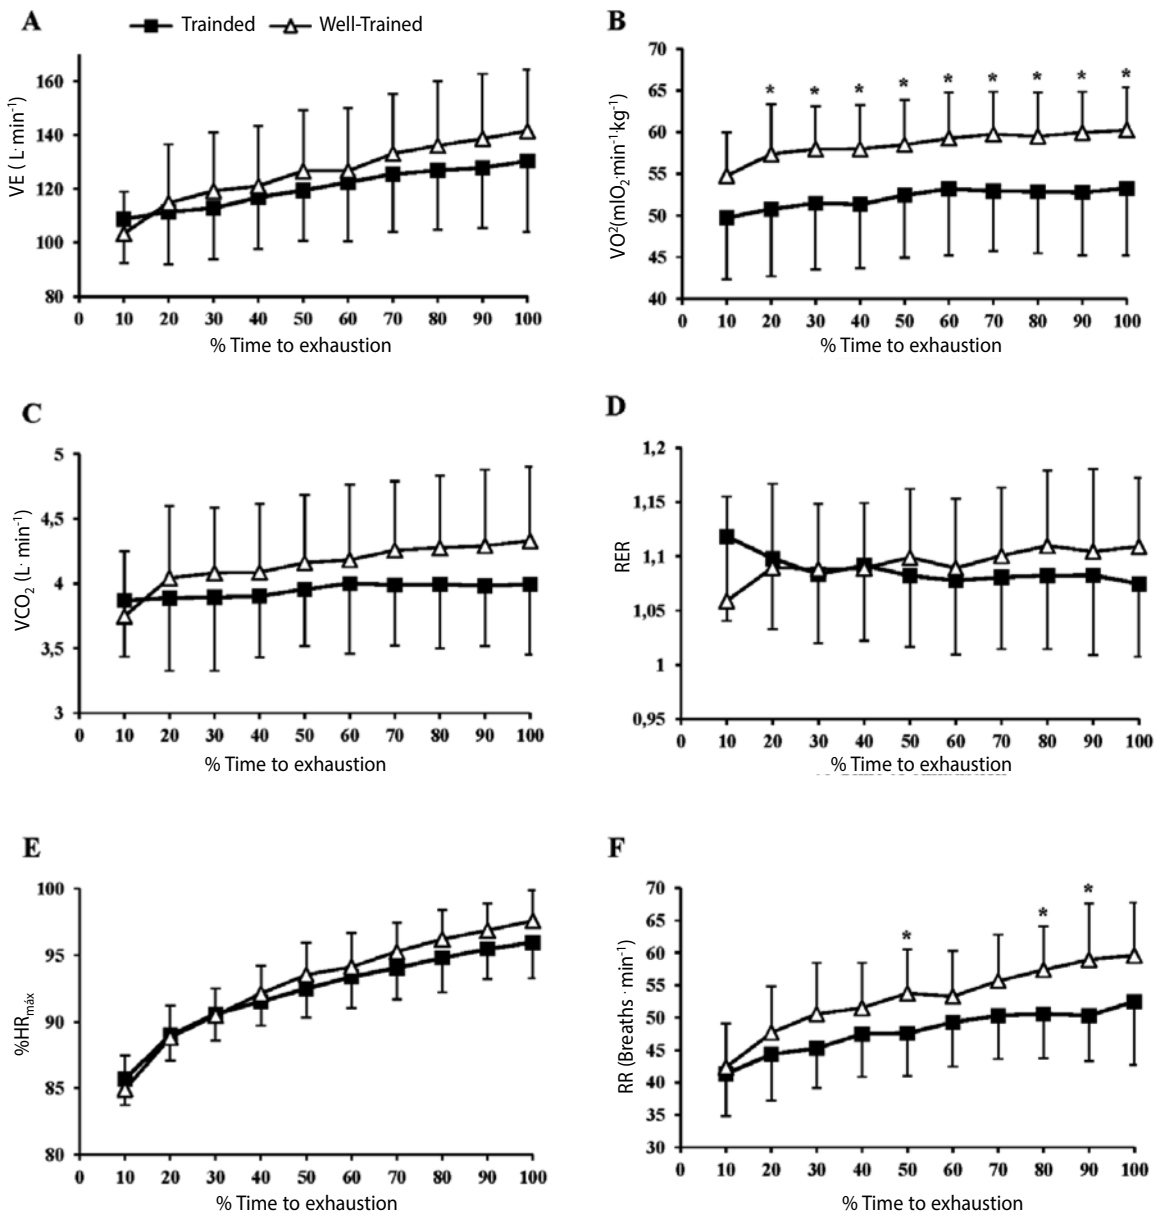 A
Trainded
Well-Trained
VE ( L·min⁻¹)
160
140
120
100
80
0 10 20 30 40 50 60 70 80 90 100
% Time to exhaustion
B
VO²(mlO₂·min⁻¹·kg⁻¹)
70
65
60
55
50
45
40
* * * * * * * * *
0 10 20 30 40 50 60 70 80 90 100
% Time to exhaustion
C
VCO₂ (L· min⁻¹)
5
4,5
4
3,5
3
0 10 20 30 40 50 60 70 80 90 100
% Time to exhaustion
D
RER
1,2
1,15
1,1
1,05
1
0,95
0 10 20 30 40 50 60 70 80 90 100
% Time to exhaustion
E
%HRmáx
100
95
90
85
80
0 10 20 30 40 50 60 70 80 90 100
% Time to exhaustion
F
RR (Breaths · min⁻¹)
70
65
60
55
50
45
40
35
30
* * *
0 10 20 30 40 50 60 70 80 90 100
% Time to exhaustion